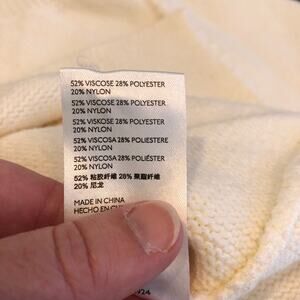 52% VISCOSE 28% POLYESTER
20% NYLON
52% VISCOSE 28% POLYESTER
20% NYLON
52% VISKOSE 28% POLYESTER
20% NYLON
52% VISCOSA 28% POLIESTERE
20% NYLON
52% VISCOSA 28% POLIÉSTER
20% NYLON
52% 粘胶纤维 28% 聚酯纤维
20% 尼龙
MADE IN CHINA
HECHO EN